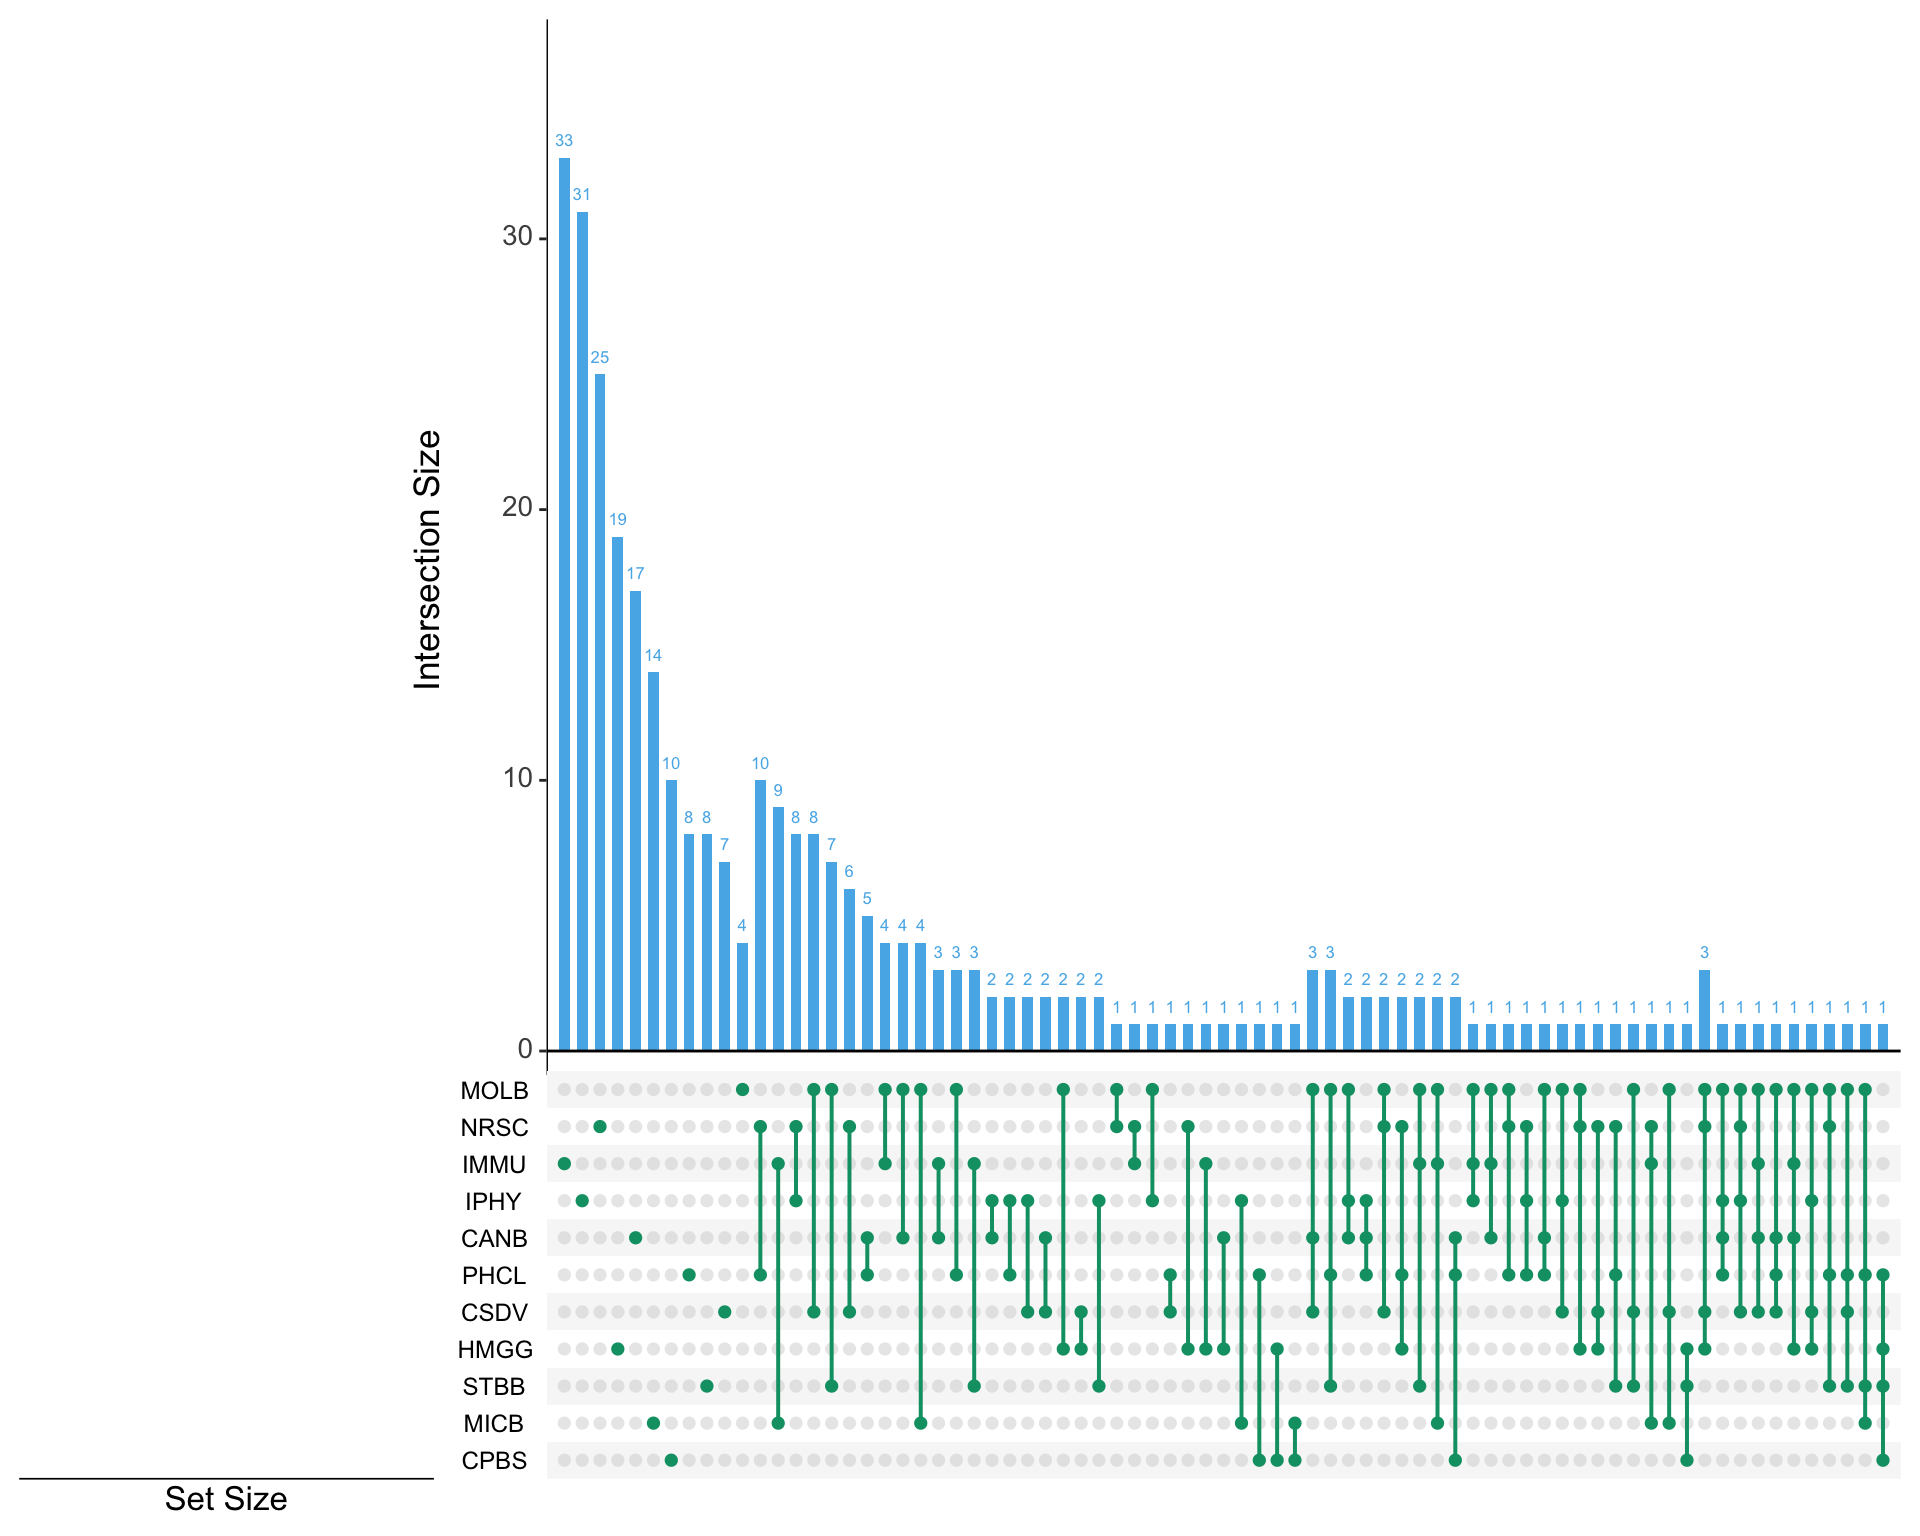 33
31
25
19
17
14
10 8 8 7 4 10 9 8 8 7 6 5 4 4 4 3 3 3 2 2 2 2 2 2 2 1 1 1 1 1 1 1 1 1 1 1 3 3 2 2 2 2 2 2 2 1 1 1 1 1 1 1 1 1 1 1 1 1 3 1 1 1 1 1 1 1 1 1 1
30
20
10
0
Intersection Size
MOLB
NRSC
IMMU
IPHY
CANB
PHCL
CSDV
HMGG
STBB
MICB
CPBS
Set Size